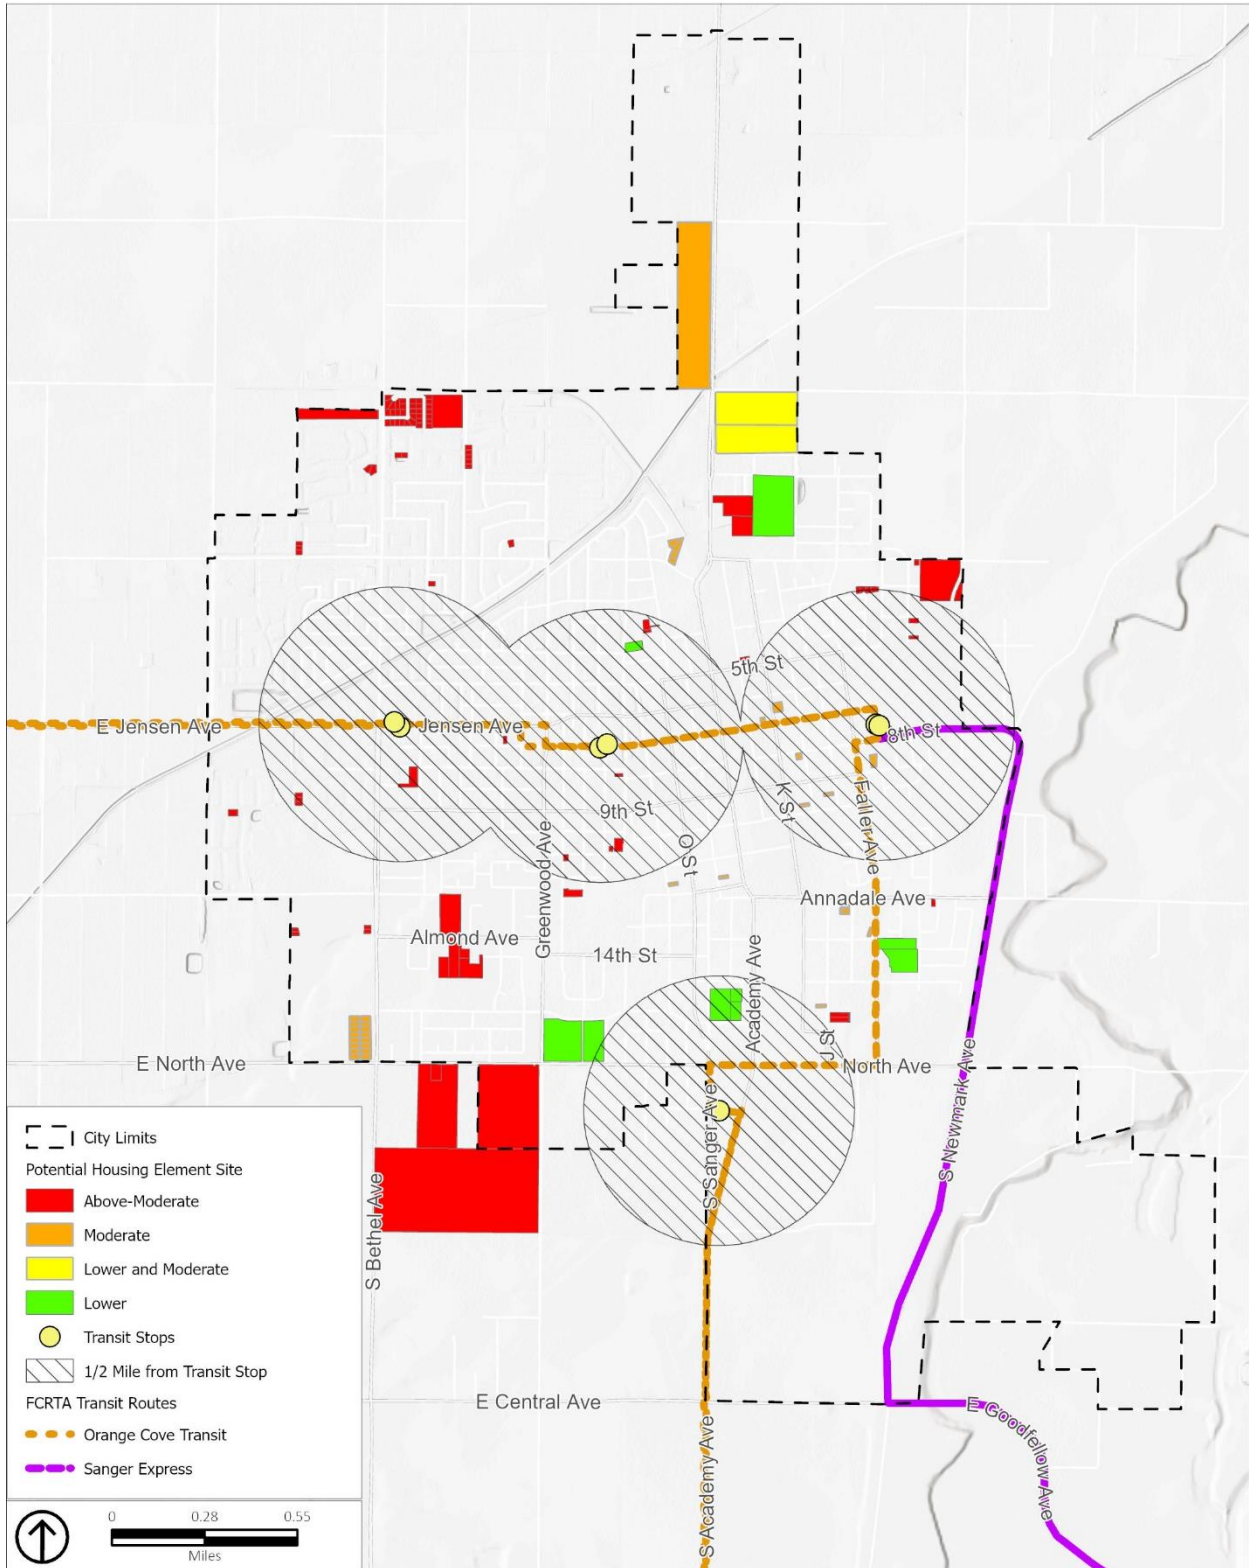 5th St
E Jensen Ave
Jensen Ave
8th St
9th St
K St
Faller Ave
O St
Greenwood Ave
Annadale Ave
Almond Ave
14th St
Academy Ave
J St
E North Ave
North Ave
S Sanger Ave
S Newmark Ave
S Bethel Ave
E Central Ave
E Goodfellow Ave
S Academy Ave
City Limits
Potential Housing Element Site
Above-Moderate
Moderate
Lower and Moderate
Lower
Transit Stops
1/2 Mile from Transit Stop
FCRTA Transit Routes
Orange Cove Transit
Sanger Express
0 0.28 0.55
Miles